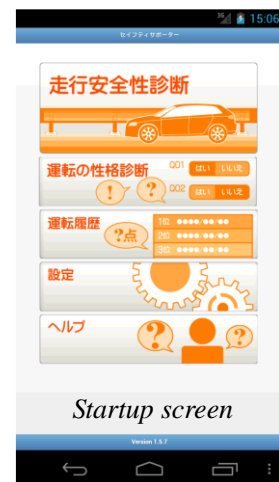 3G 15:06
セイフティサポーター
走行安全性診断
運転の性格診断
Q01 はい いいえ
! ?
Q02 はい いいえ
運転履歴
?点
1位 ●●●●/●●/●●
2位 ●●●●/●●/●●
3位 ●●●●/●●/●●
設定
ヘルプ
? ?
Startup screen
Version 1.5.7